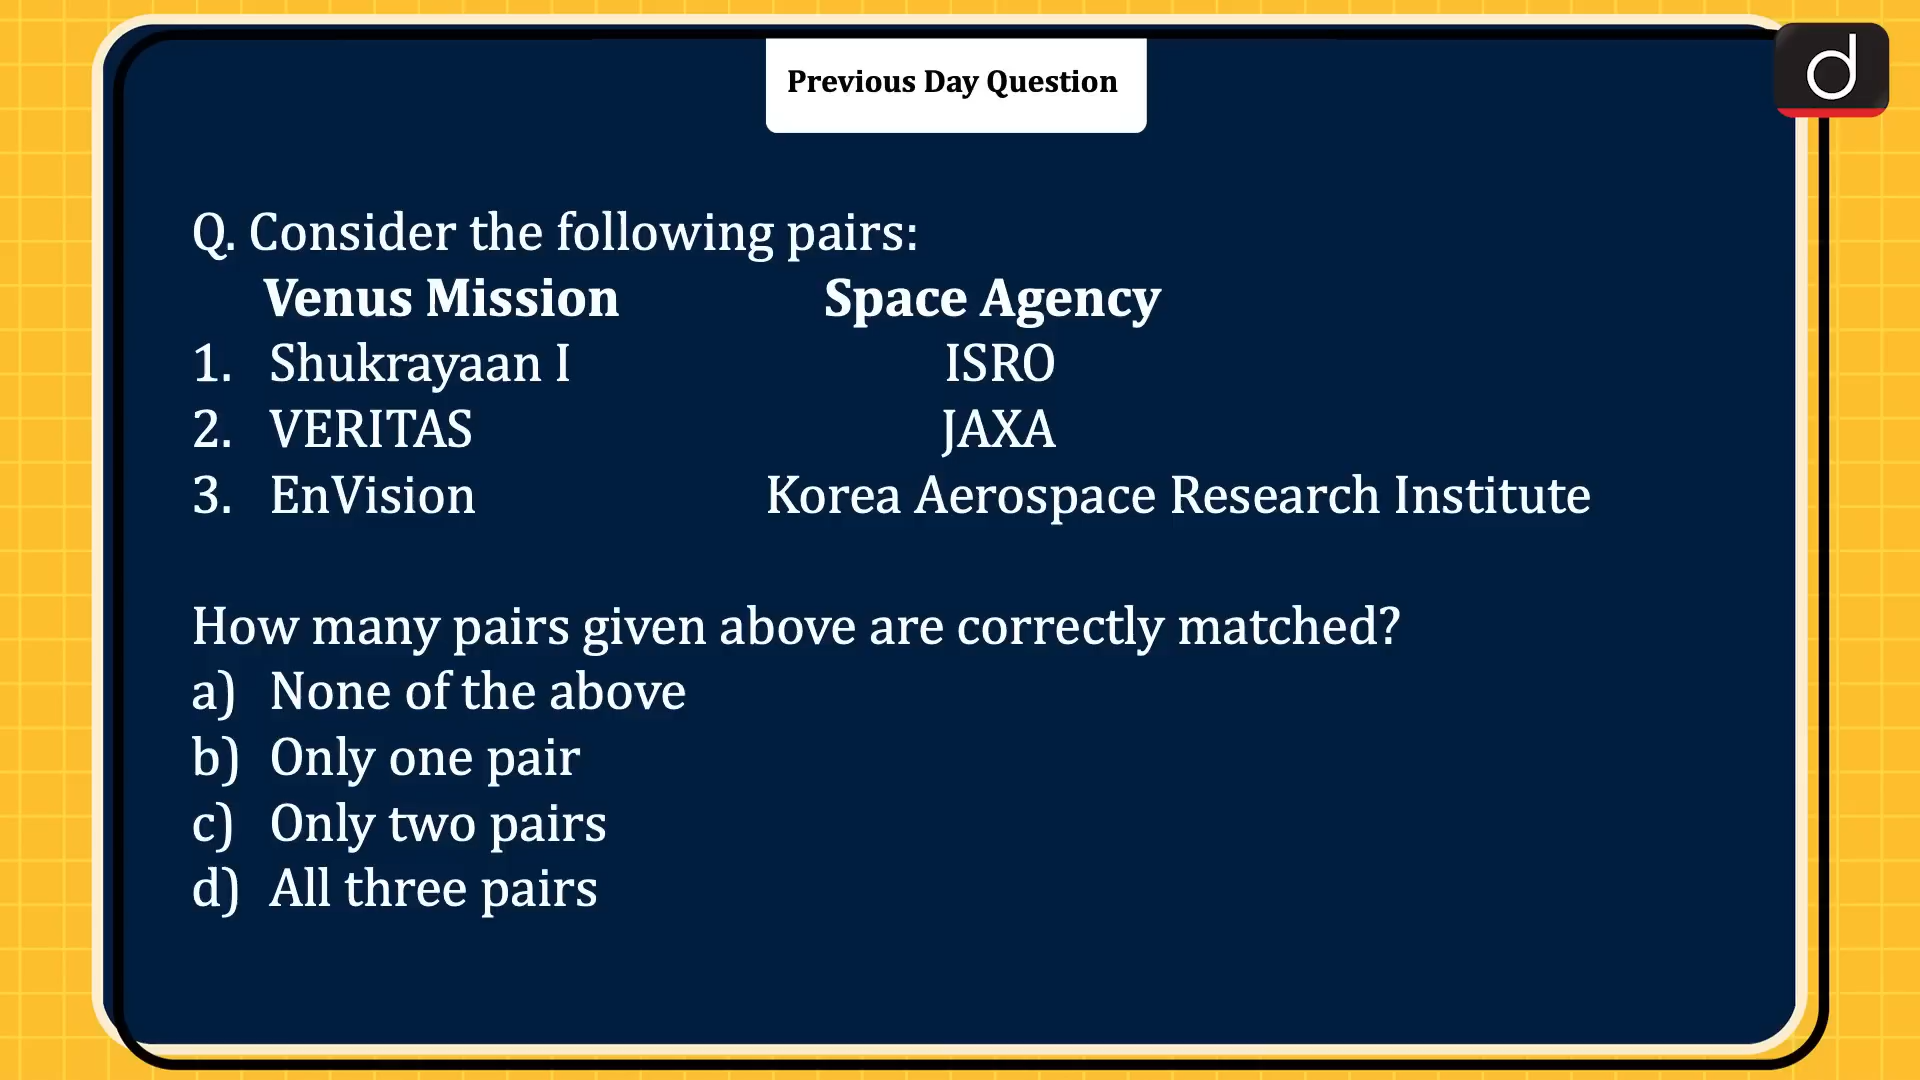 Previous Day Question
d
Q. Consider the following pairs:
Venus Mission Space Agency
1. Shukrayaan I ISRO
2. VERITAS JAXA
3. EnVision Korea Aerospace Research Institute
How many pairs given above are correctly matched?
a) None of the above
b) Only one pair
c) Only two pairs
d) All three pairs